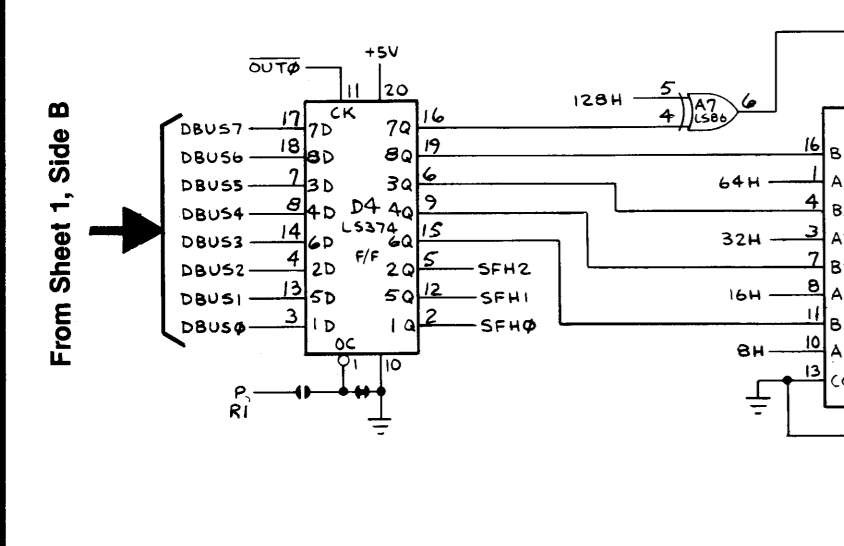 From Sheet 1, Side B
OUTØ
+5V
11 20
CK
DBUS7 17 7D 7Q 16
DBUS6 18 8D 8Q 19
DBUS5 7 3D 3Q 6
DBUS4 8 4D D4 4Q 9
DBUS3 14 6D LS374 6Q 15
DBUS2 4 2D F/F 2Q 5 SFH2
DBUS1 13 5D 5Q 12 SFH1
DBUSØ 3 1D 1Q 2 SFHØ
OC
1 10
P
R1
128H 5 A7 6
4 LS86
16 B
64H 1 A
4 B
32H 3 A
7 B
16H 8 A
11 B
8H 10 A
13 C